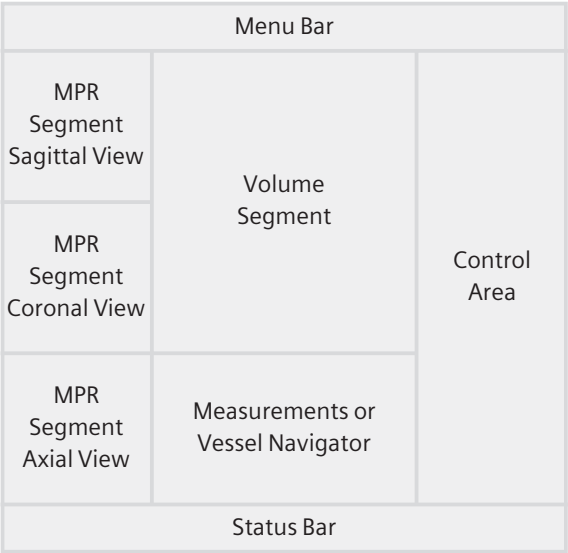 Menu Bar
MPR
Segment
Sagittal View
MPR
Segment
Coronal View
MPR
Segment
Axial View
Volume
Segment
Measurements or
Vessel Navigator
Control
Area
Status Bar